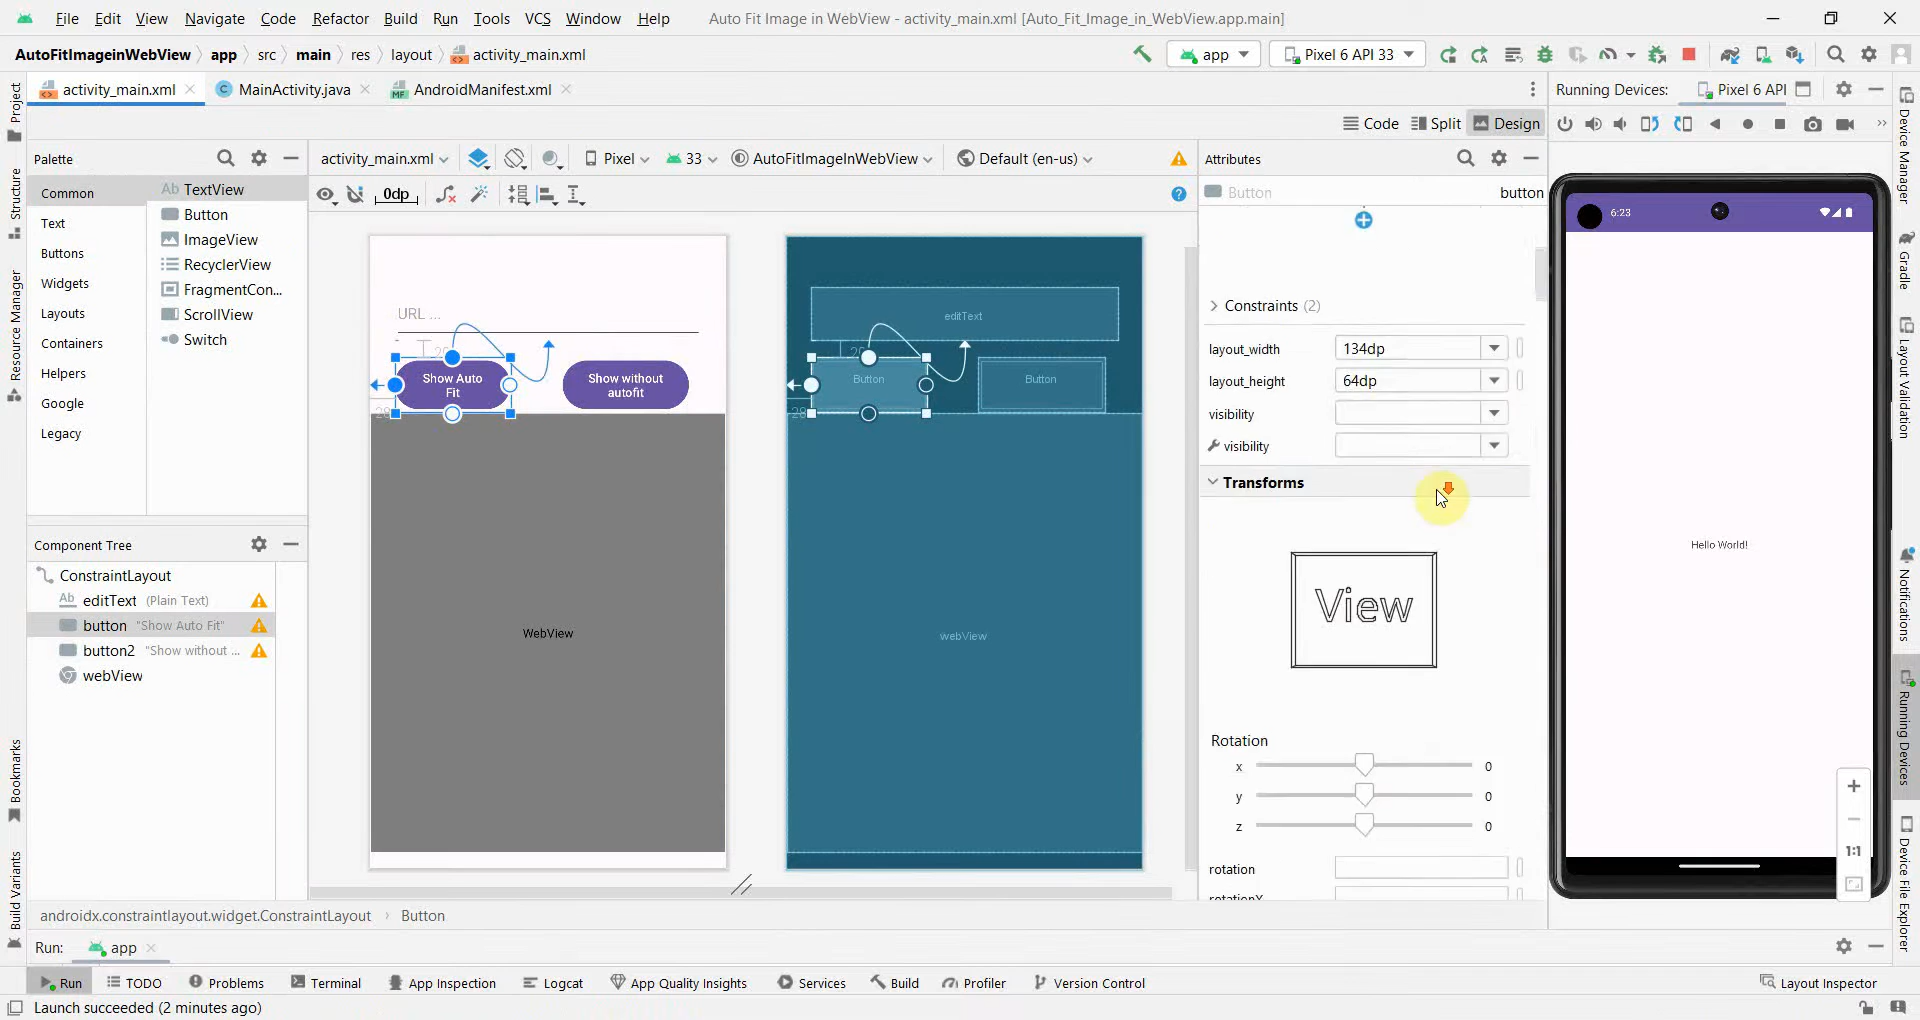 File Edit View Navigate Code Refactor Build Run Tools VCS Window Help Auto Fit Image in WebView - activity_main.xml [Auto_Fit_Image_in_WebView.app.main]
AutoFitImageinWebView app src main res layout activity_main.xml app Pixel 6 API 33
activity_main.xml MainActivity.java AndroidManifest.xml Running Devices: Pixel 6 API
Code Split Design
Palette activity_main.xml Pixel 33 AutoFitImageInWebView Default (en-us) Attributes
0dp
Button button
Common
Text
Buttons
Widgets
Layouts
Containers
Helpers
Google
Legacy
Ab TextView
Button
ImageView
RecyclerView
FragmentCon...
ScrollView
Switch
Component Tree
ConstraintLayout
Ab editText (Plain Text)
button "Show Auto Fit"
button2 "Show without ...
webView
URL ...
Show Auto
Fit
Show without
autofit
WebView
editText
Button
Button
webView
Constraints (2)
layout_width 134dp
layout_height 64dp
visibility
visibility
Transforms
View
Rotation
x 0
y 0
z 0
rotation
6:23
Hello World!
1:1
Project
Structure
Resource Manager
Bookmarks
Build Variants
Device Manager
Gradle
Layout Validation
Notifications
Running Devices
Device File Explorer
androidx.constraintlayout.widget.ConstraintLayout Button
Run: app
Run TODO Problems Terminal App Inspection Logcat App Quality Insights Services Build Profiler Version Control Layout Inspector
Launch succeeded (2 minutes ago)